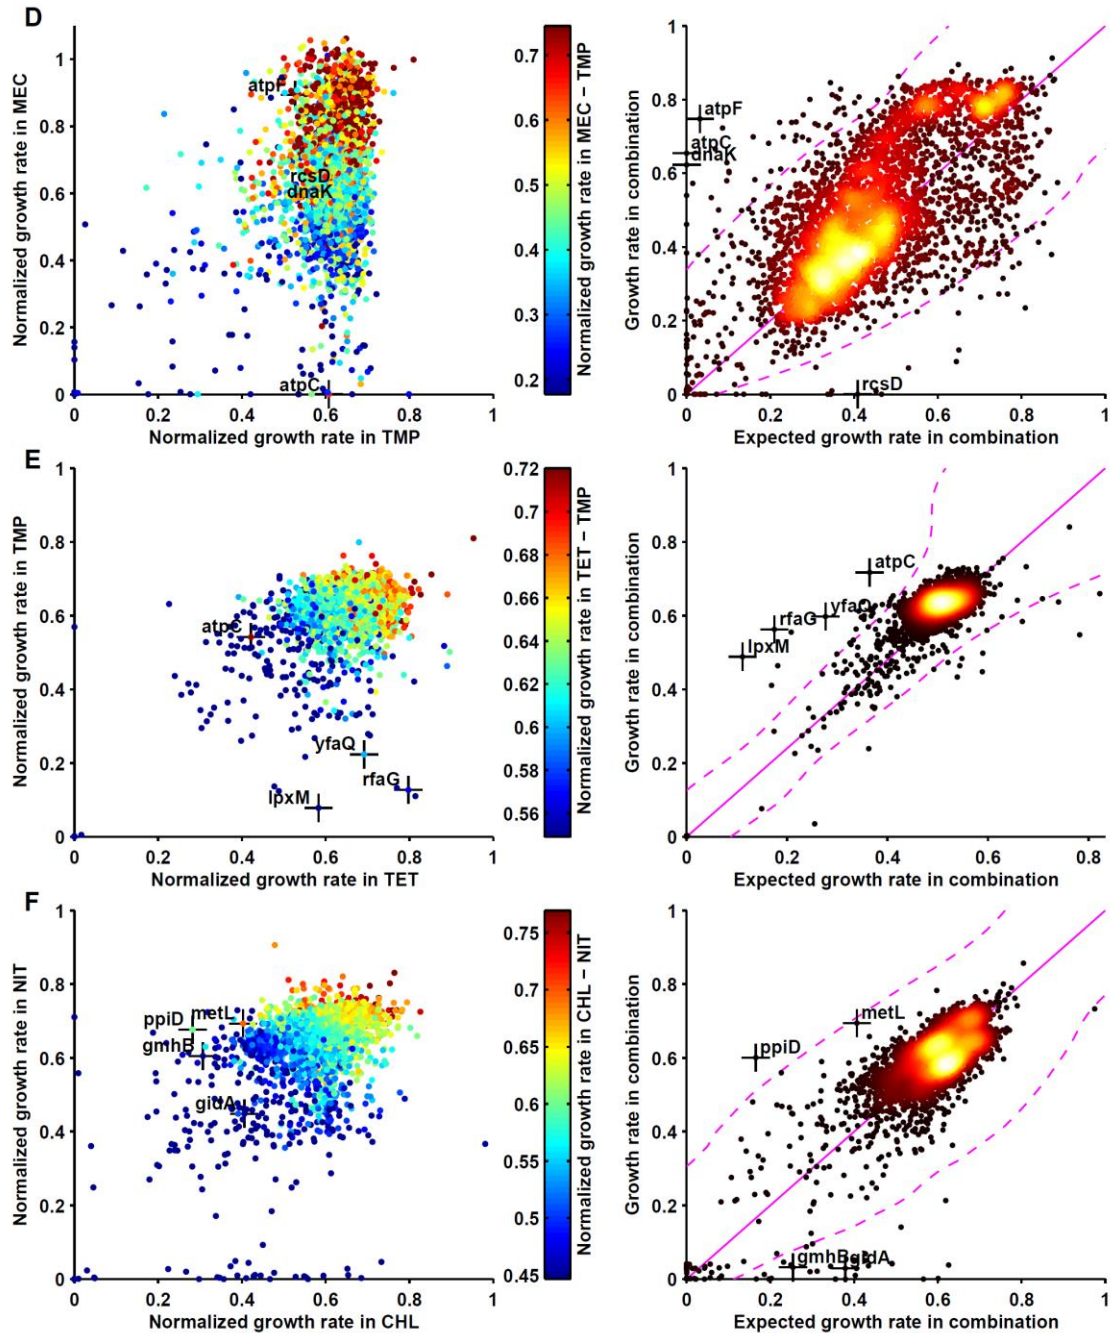 D
Normalized growth rate in MEC
1
0.8
0.6
0.4
0.2
0
atpF
rcsD
dnaK
atpC
0 0.2 0.4 0.6 0.8 1
Normalized growth rate in TMP
0.7
0.6
0.5
0.4
0.3
0.2
Normalized growth rate in MEC – TMP
Growth rate in combination
1
0.8
0.6
0.4
0.2
0
atpF
atpC
dnaK
rcsD
0 0.2 0.4 0.6 0.8 1
Expected growth rate in combination
E
Normalized growth rate in TMP
1
0.8
0.6
0.4
0.2
0
atpC
yfaQ
rfaG
lpxM
0 0.2 0.4 0.6 0.8 1
Normalized growth rate in TET
0.72
0.7
0.68
0.66
0.64
0.62
0.6
0.58
0.56
Normalized growth rate in TET – TMP
Growth rate in combination
1
0.8
0.6
0.4
0.2
0
atpC
yfaQ
rfaG
lpxM
0 0.2 0.4 0.6 0.8
Expected growth rate in combination
F
Normalized growth rate in NIT
1
0.8
0.6
0.4
0.2
0
metL
ppiD
gmhB
gidA
0 0.2 0.4 0.6 0.8 1
Normalized growth rate in CHL
0.75
0.7
0.65
0.6
0.55
0.5
0.45
Normalized growth rate in CHL – NIT
Growth rate in combination
1
0.8
0.6
0.4
0.2
0
metL
ppiD
gmhB
gidA
0 0.2 0.4 0.6 0.8 1
Expected growth rate in combination